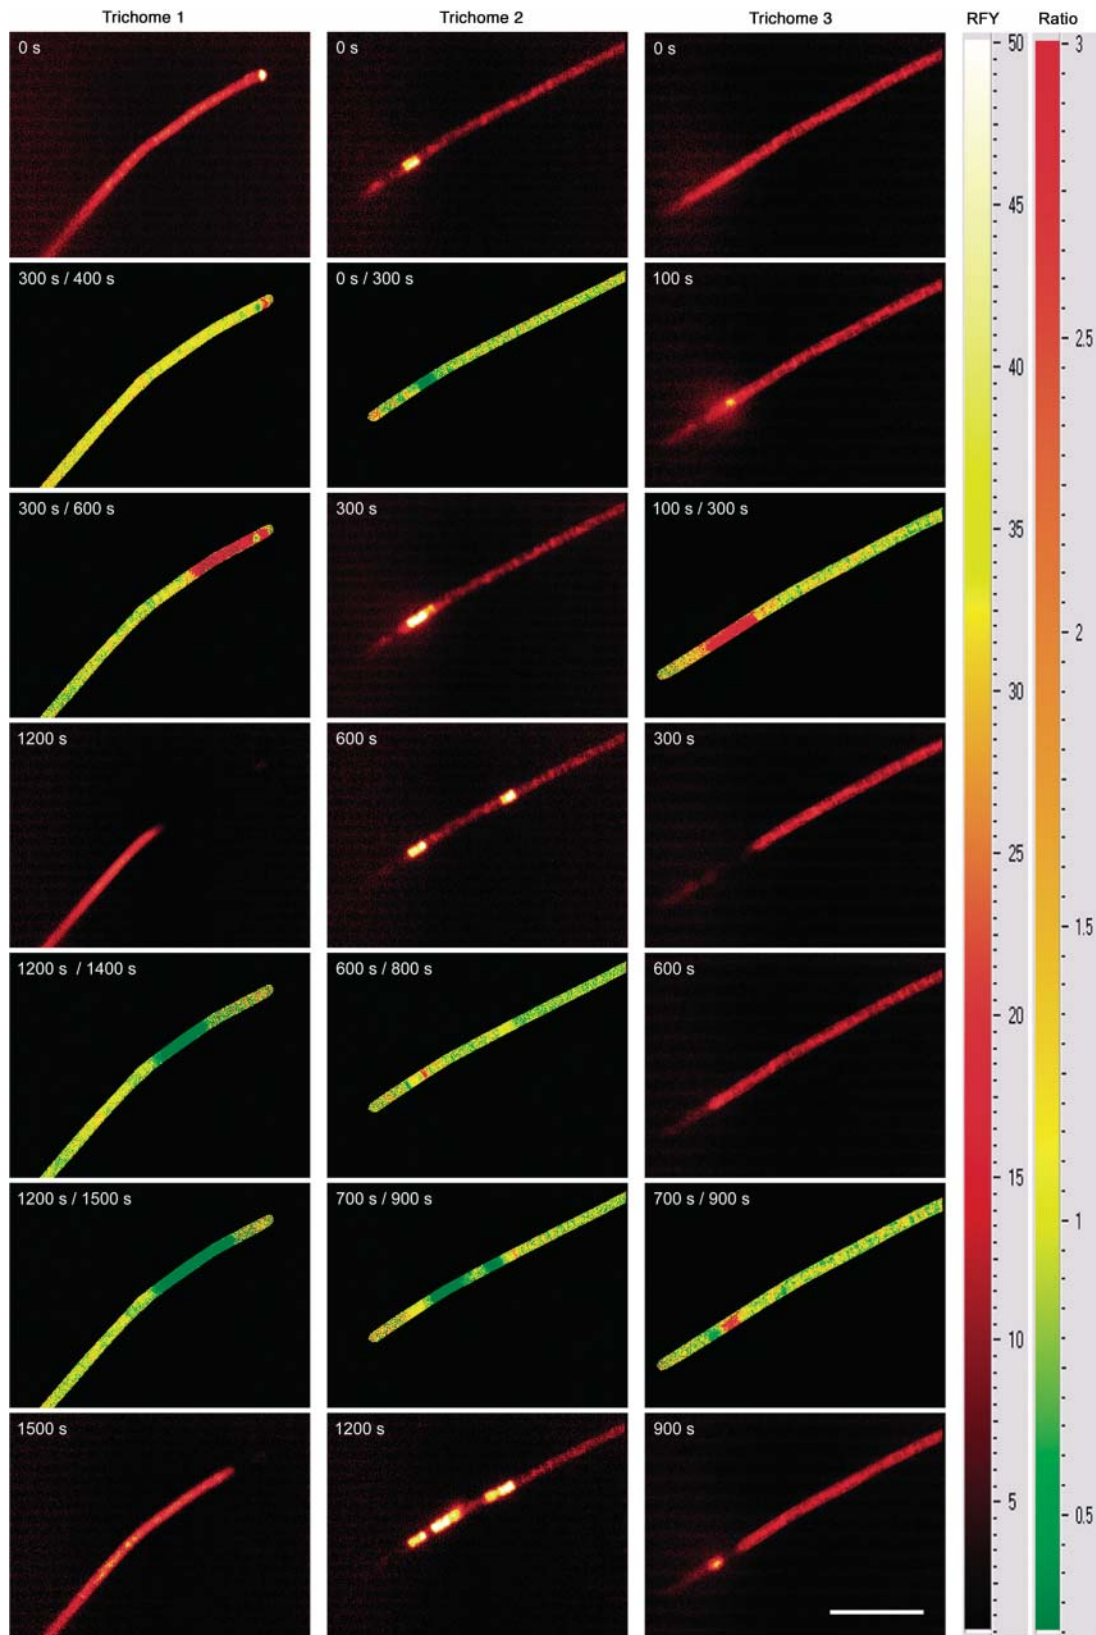 Trichome 1 Trichome 2 Trichome 3 RFY Ratio
0 s 0 s 0 s 50 3
45
300 s / 400 s 0 s / 300 s 100 s
2.5
40
300 s / 600 s 300 s 100 s / 300 s
35
2
30
1200 s 600 s 300 s
25
1.5
1200 s / 1400 s 600 s / 800 s 600 s
20
15
1200 s / 1500 s 700 s / 900 s 700 s / 900 s
1
10
1500 s 1200 s 900 s
5
0.5